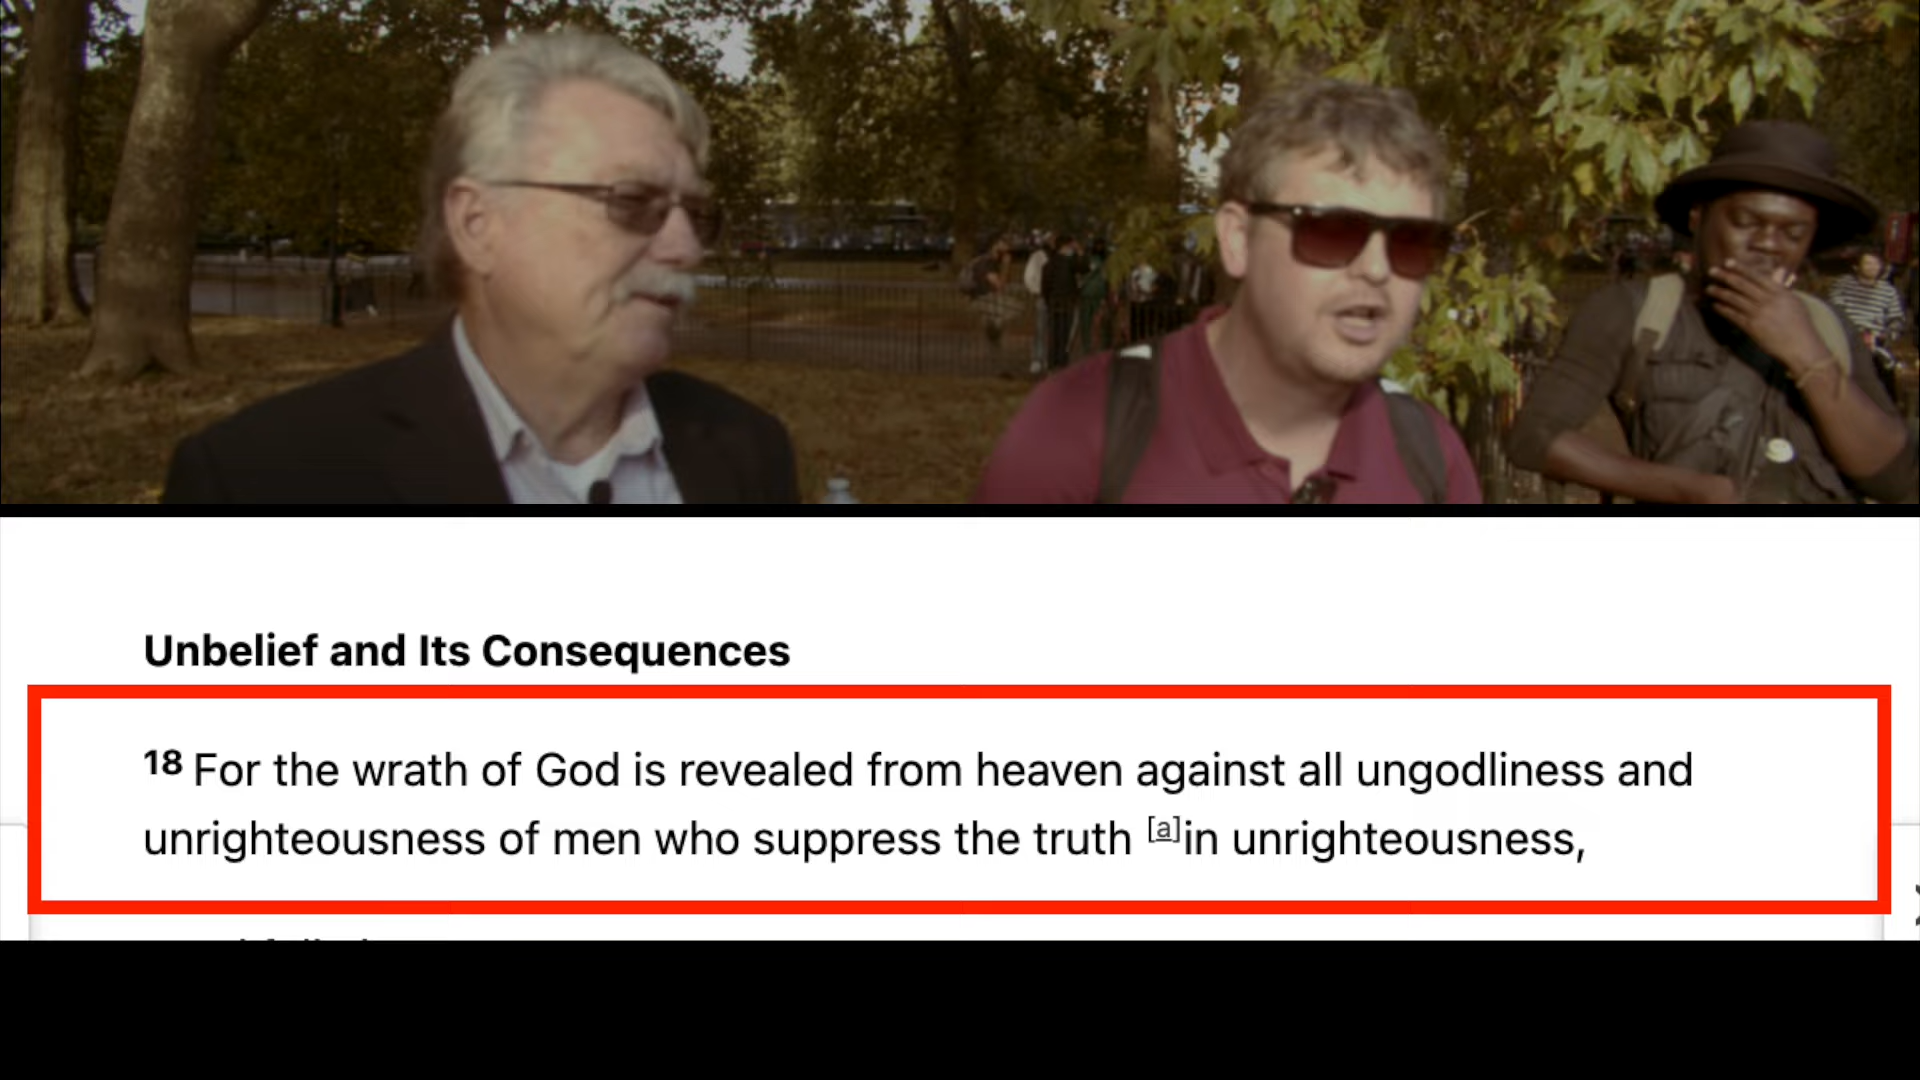 Unbelief and Its Consequences
18 For the wrath of God is revealed from heaven against all ungodliness and
unrighteousness of men who suppress the truth [a]in unrighteousness,